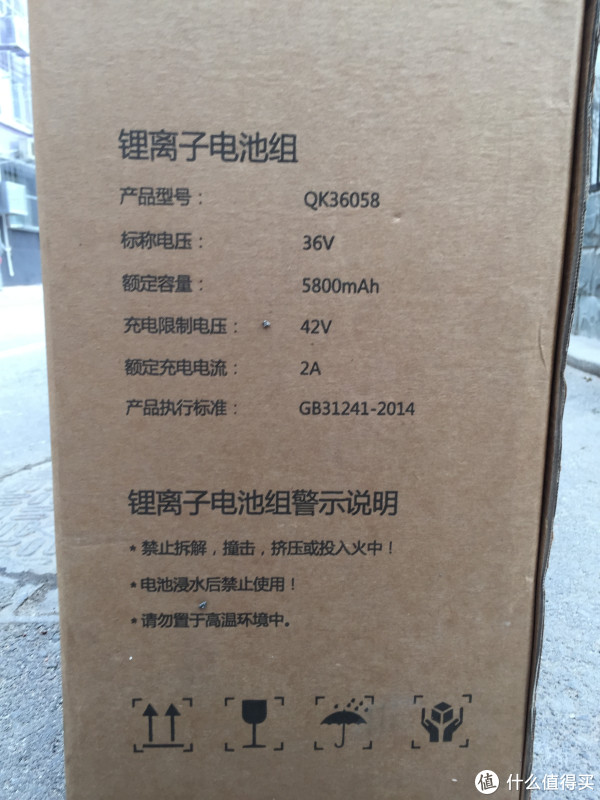 锂离子电池组
产品型号： QK36058
标称电压： 36V
额定容量： 5800mAh
充电限制电压： 42V
额定充电电流： 2A
产品执行标准： GB31241-2014
锂离子电池组警示说明
* 禁止拆解，撞击，挤压或投入火中！
* 电池浸水后禁止使用！
* 请勿置于高温环境中。
值 什么值得买